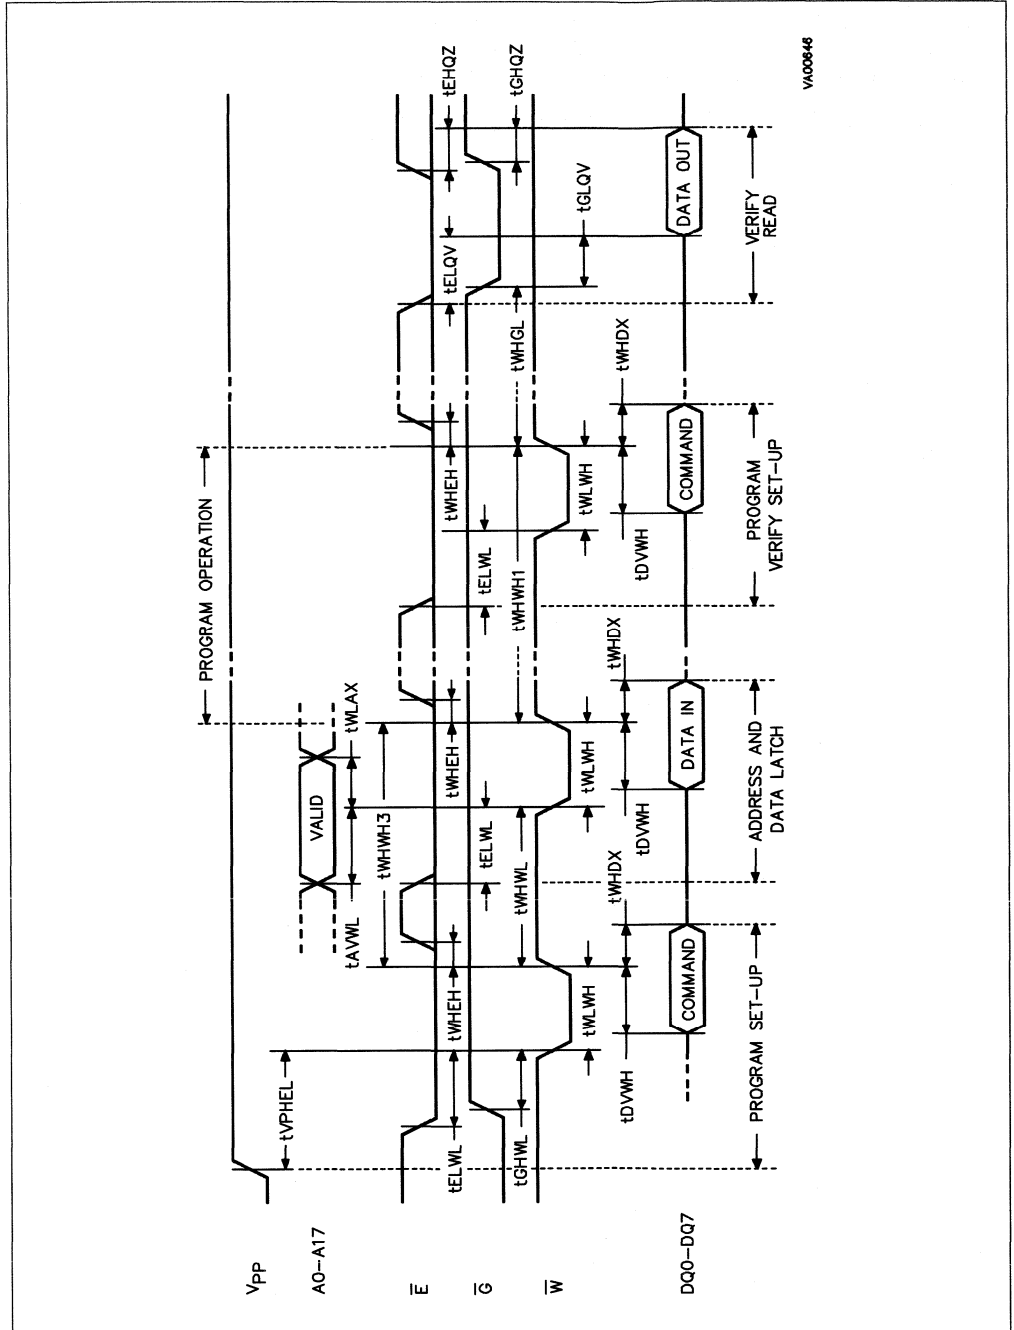 VPP
A0–A17
E
G
W
DQ0–DQ7
tVPHEL
PROGRAM OPERATION
VALID
tAVWL
tWLAX
tWHWH3
tELWL
tWHEH
tELWL
tWHEH
tELWL
tWHEH
tELQV
tEHQZ
tGHWL
tWHWL
tWHWH1
tWHGL
tGHQZ
tWLWH
tWLWH
tWLWH
tGLQV
tDVWH
tWHDX
tDVWH
tWHDX
tDVWH
tWHDX
COMMAND
DATA IN
COMMAND
DATA OUT
PROGRAM SET-UP
ADDRESS AND
DATA LATCH
PROGRAM
VERIFY SET-UP
VERIFY
READ
VA00646